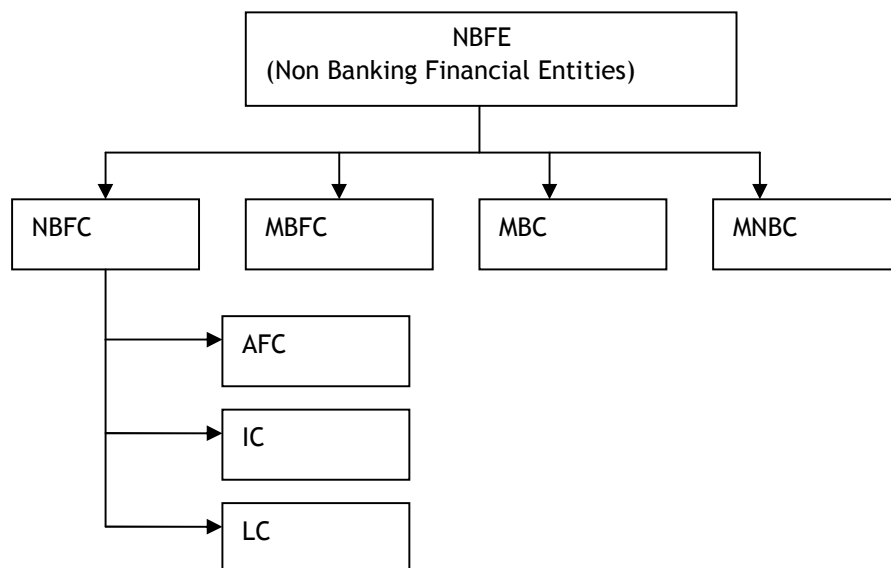 NBFE
(Non Banking Financial Entities)
NBFC
MBFC
MBC
MNBC
AFC
IC
LC